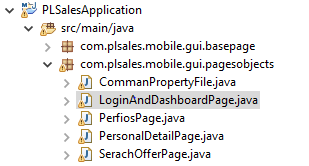 PLSalesApplication
src/main/java
com.plsales.mobile.gui.basepage
com.plsales.mobile.gui.pagesobjects
CommanPropertyFile.java
LoginAndDashboardPage.java
PerfiosPage.java
PersonalDetailPage.java
SerachOfferPage.java